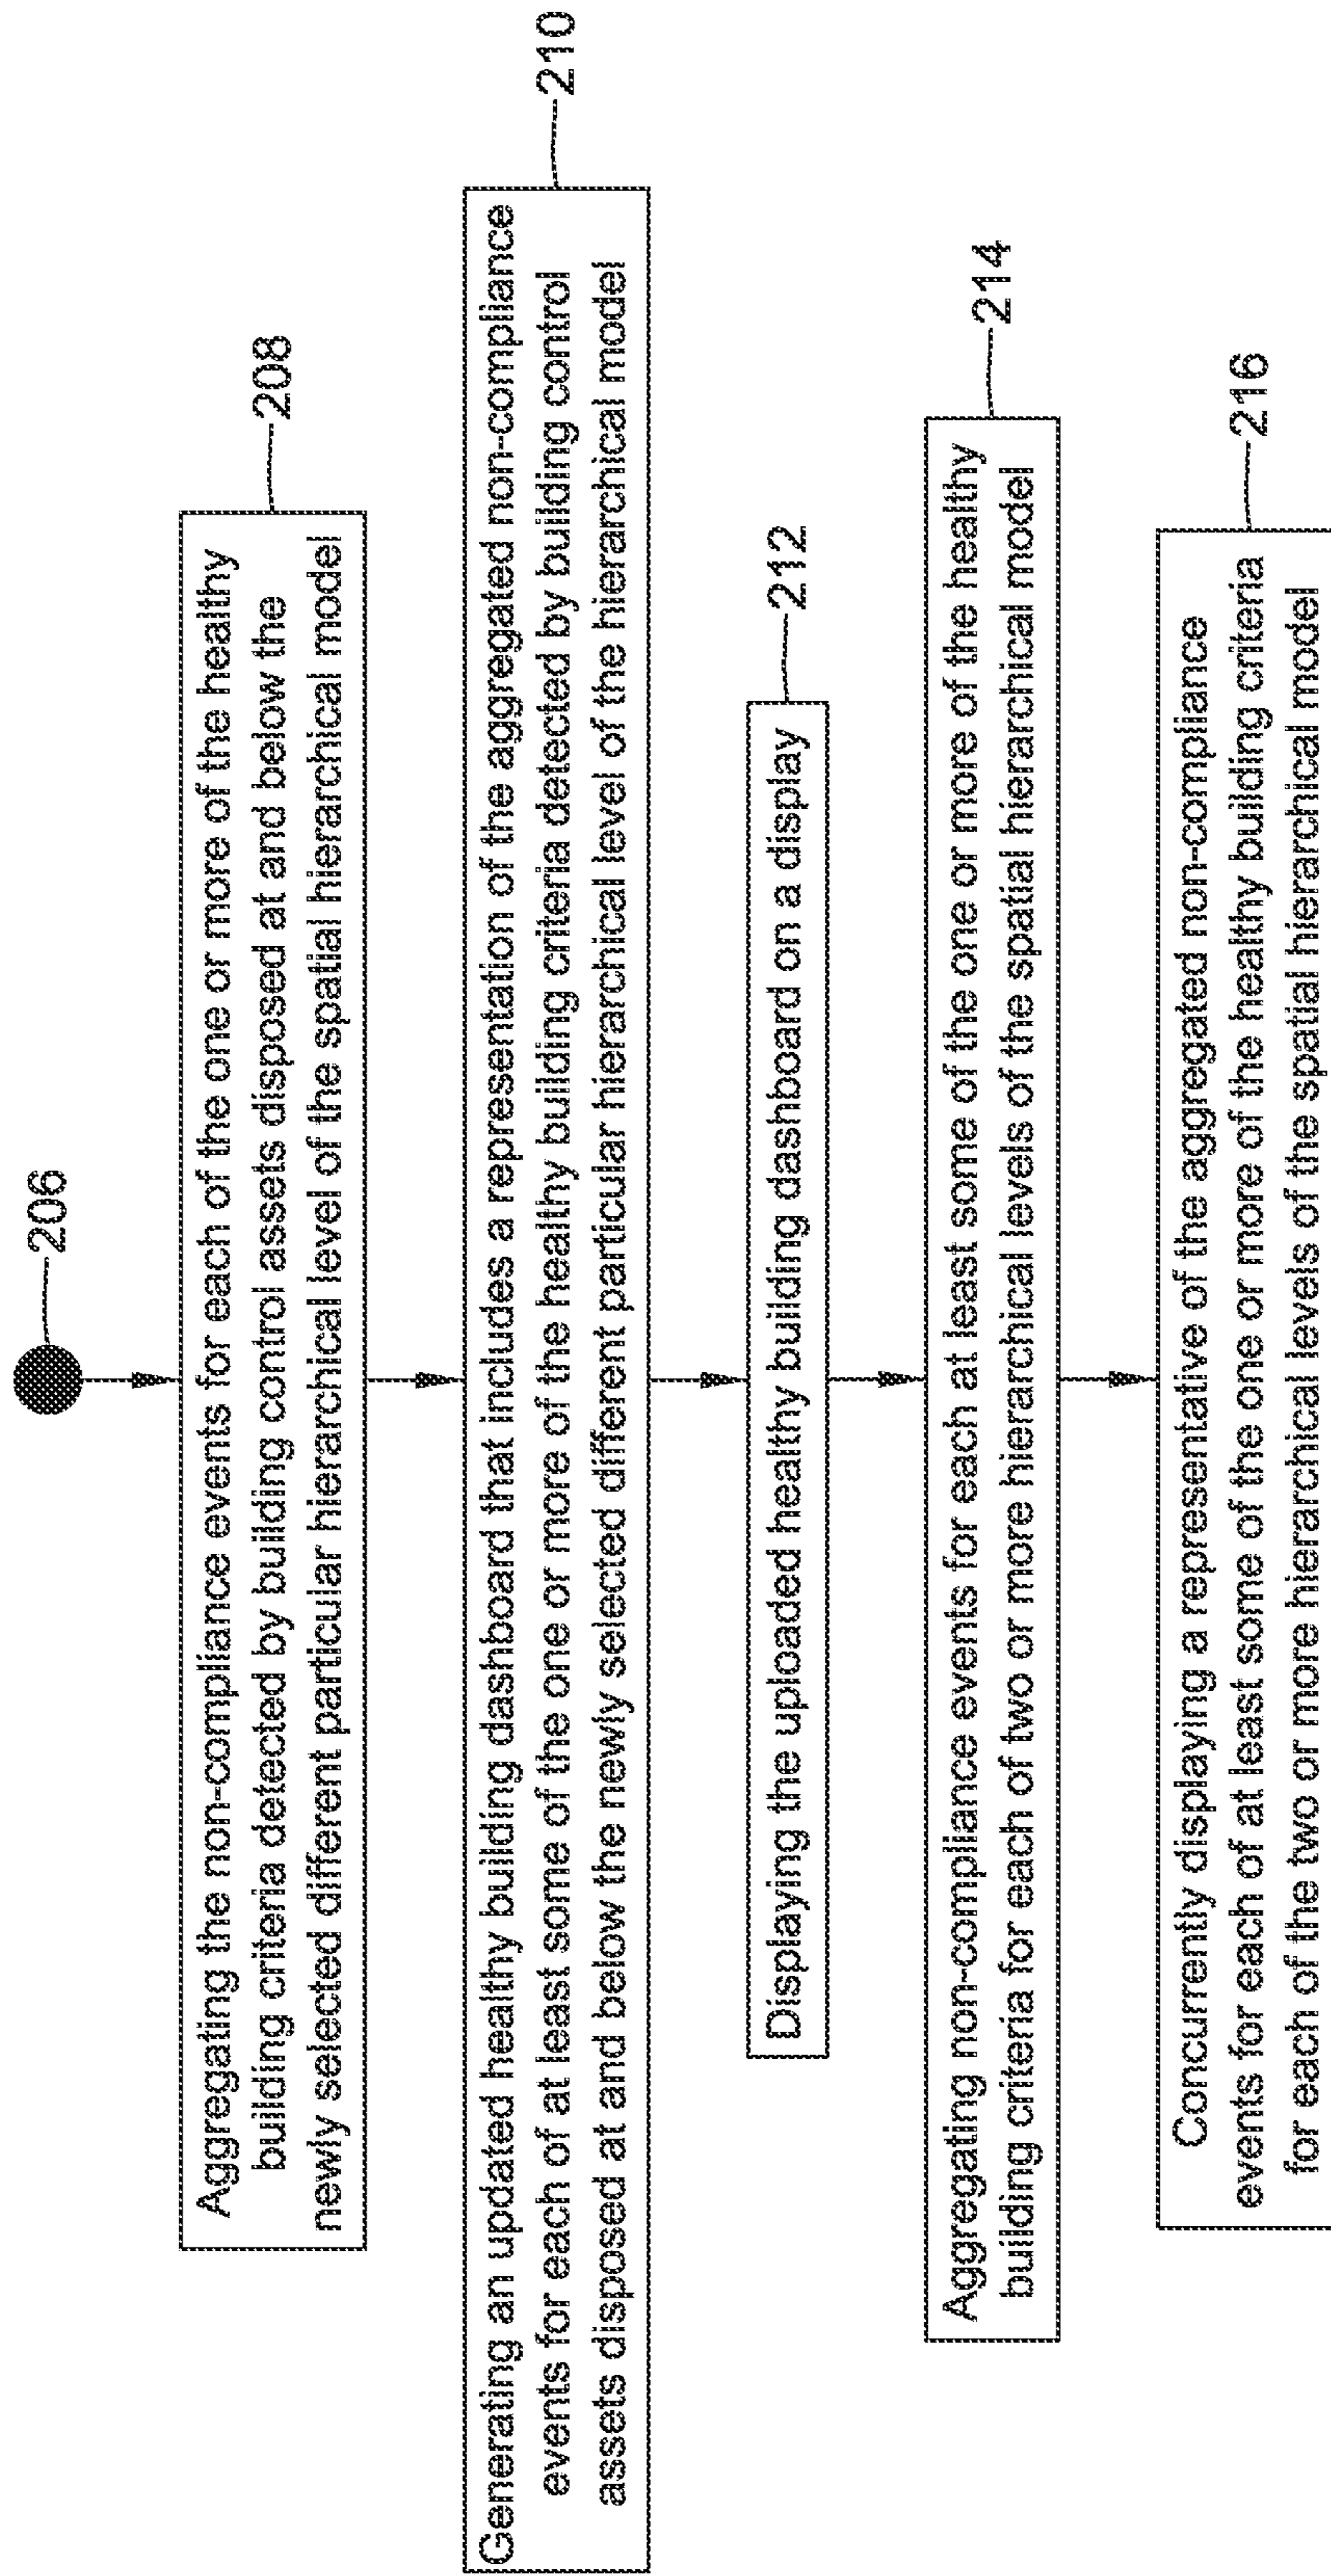 206
Aggregating the non-compliance events for each of the one or more of the healthy
building criteria detected by building control assets disposed at and below the
newly selected different particular hierarchical level of the spatial hierarchical model
208
Generating an updated healthy building dashboard that includes a representation of the aggregated non-compliance
events for each of at least some of the one or more of the healthy building criteria detected by building control
assets disposed at and below the newly selected different particular hierarchical level of the hierarchical model
210
Displaying the uploaded healthy building dashboard on a display
212
Aggregating non-compliance events for each at least some of the one or more of the healthy
building criteria for each of two or more hierarchical levels of the spatial hierarchical model
214
Concurrently displaying a representative of the aggregated non-compliance
events for each of at least some of the one or more of the healthy building criteria
for each of the two or more hierarchical levels of the spatial hierarchical model
216